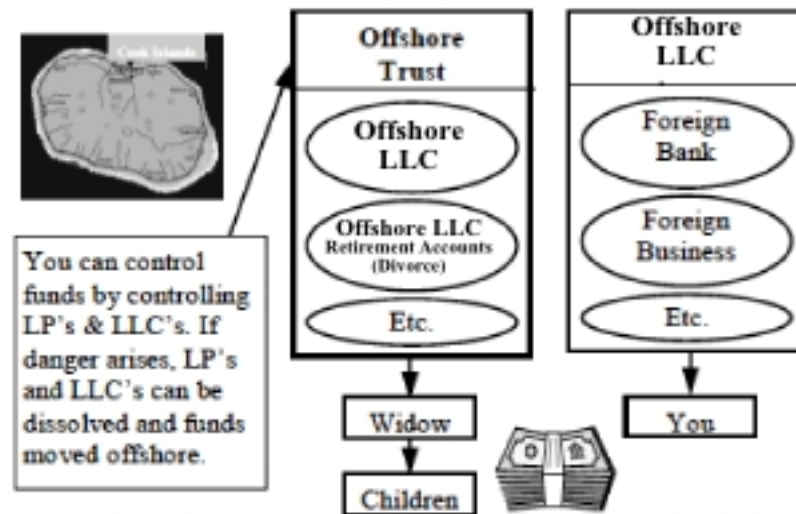 Cook Islands
Offshore
Trust
Offshore
LLC
Offshore LLC
Retirement Accounts
(Divorce)
Etc.
Widow
Children
Offshore
LLC
Foreign
Bank
Foreign
Business
Etc.
You
You can control
funds by controlling
LP's & LLC's. If
danger arises, LP's
and LLC's can be
dissolved and funds
moved offshore.